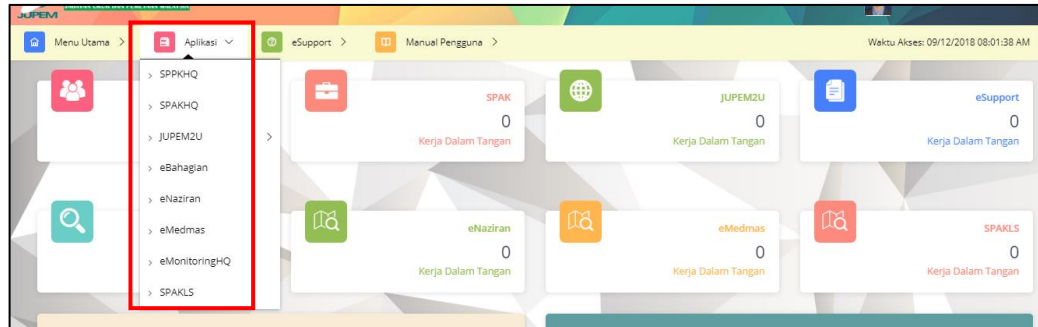 JUPEM
Menu Utama >
Aplikasi
eSupport >
Manual Pengguna >
Waktu Akses: 09/12/2018 08:01:38 AM
SPPKHQ
SPAKHQ
JUPEM2U
eBahagian
eNaziran
eMedmas
eMonitoringHQ
SPAKLS
SPAK
0
Kerja Dalam Tangan
JUPEM2U
0
Kerja Dalam Tangan
eSupport
0
Kerja Dalam Tangan
eNaziran
0
Kerja Dalam Tangan
eMedmas
0
Kerja Dalam Tangan
SPAKLS
0
Kerja Dalam Tangan